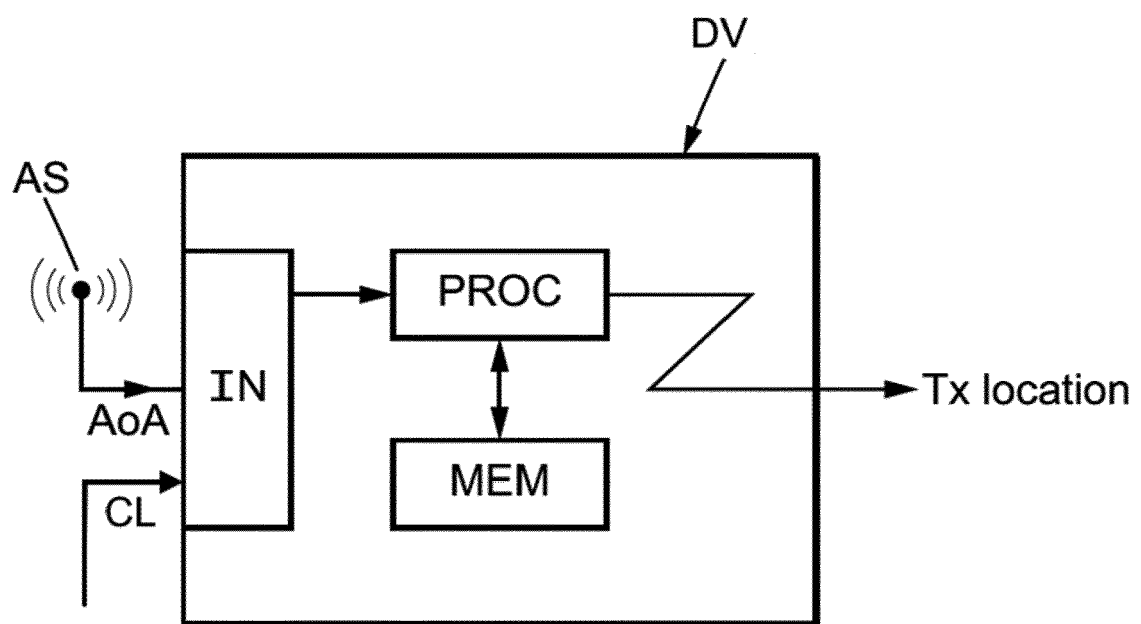 DV
AS
PROC
IN
AoA
Tx location
MEM
CL